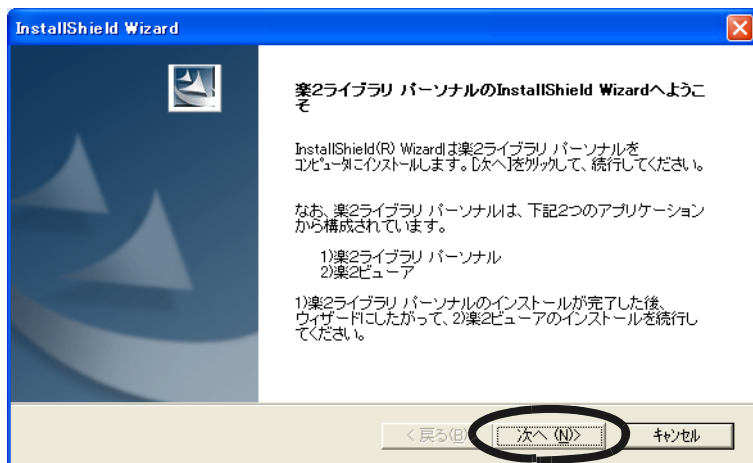 InstallShield Wizard
楽2ライブラリ パーソナルのInstallShield Wizardへようこ
そ
InstallShield(R) Wizardは楽2ライブラリ パーソナルを
コンピュータにインストールします。[次へ]をクリックして、続行してください。
なお、楽2ライブラリ パーソナルは、下記2つのアプリケーション
から構成されています。
1)楽2ライブラリ パーソナル
2)楽2ビューア
1)楽2ライブラリ パーソナルのインストールが完了した後、
ウィザードにしたがって、2)楽2ビューアのインストールを続行し
てください。
< 戻る(B) 次へ (N)> キャンセル